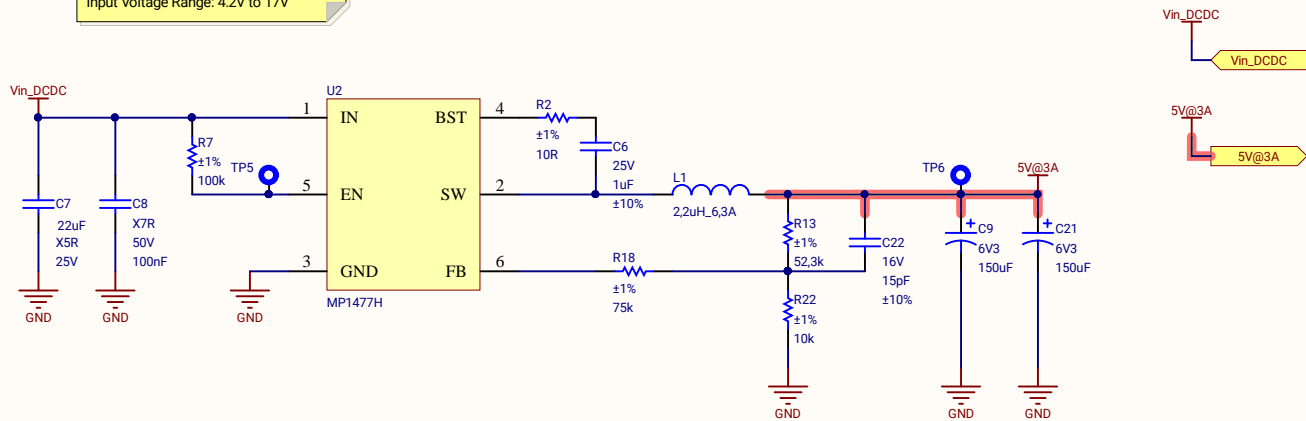 Input Voltage Range: 4.2V to 17V
Vin_DCDC
Vin_DCDC
5V@3A
5V@3A
Vin_DCDC
U2
1
IN
BST
4
5
EN
SW
2
3
GND
FB
6
MP1477H
R7
±1%
100k
TP5
C7
22uF
X5R
25V
C8
X7R
50V
100nF
GND
GND
GND
R2
±1%
10R
C6
25V
1uF
±10%
L1
2,2uH_6,3A
R13
±1%
52,3k
R18
±1%
75k
C22
16V
15pF
±10%
R22
±1%
10k
GND
TP6
5V@3A
+
C9
6V3
150uF
GND
+
C21
6V3
150uF
GND